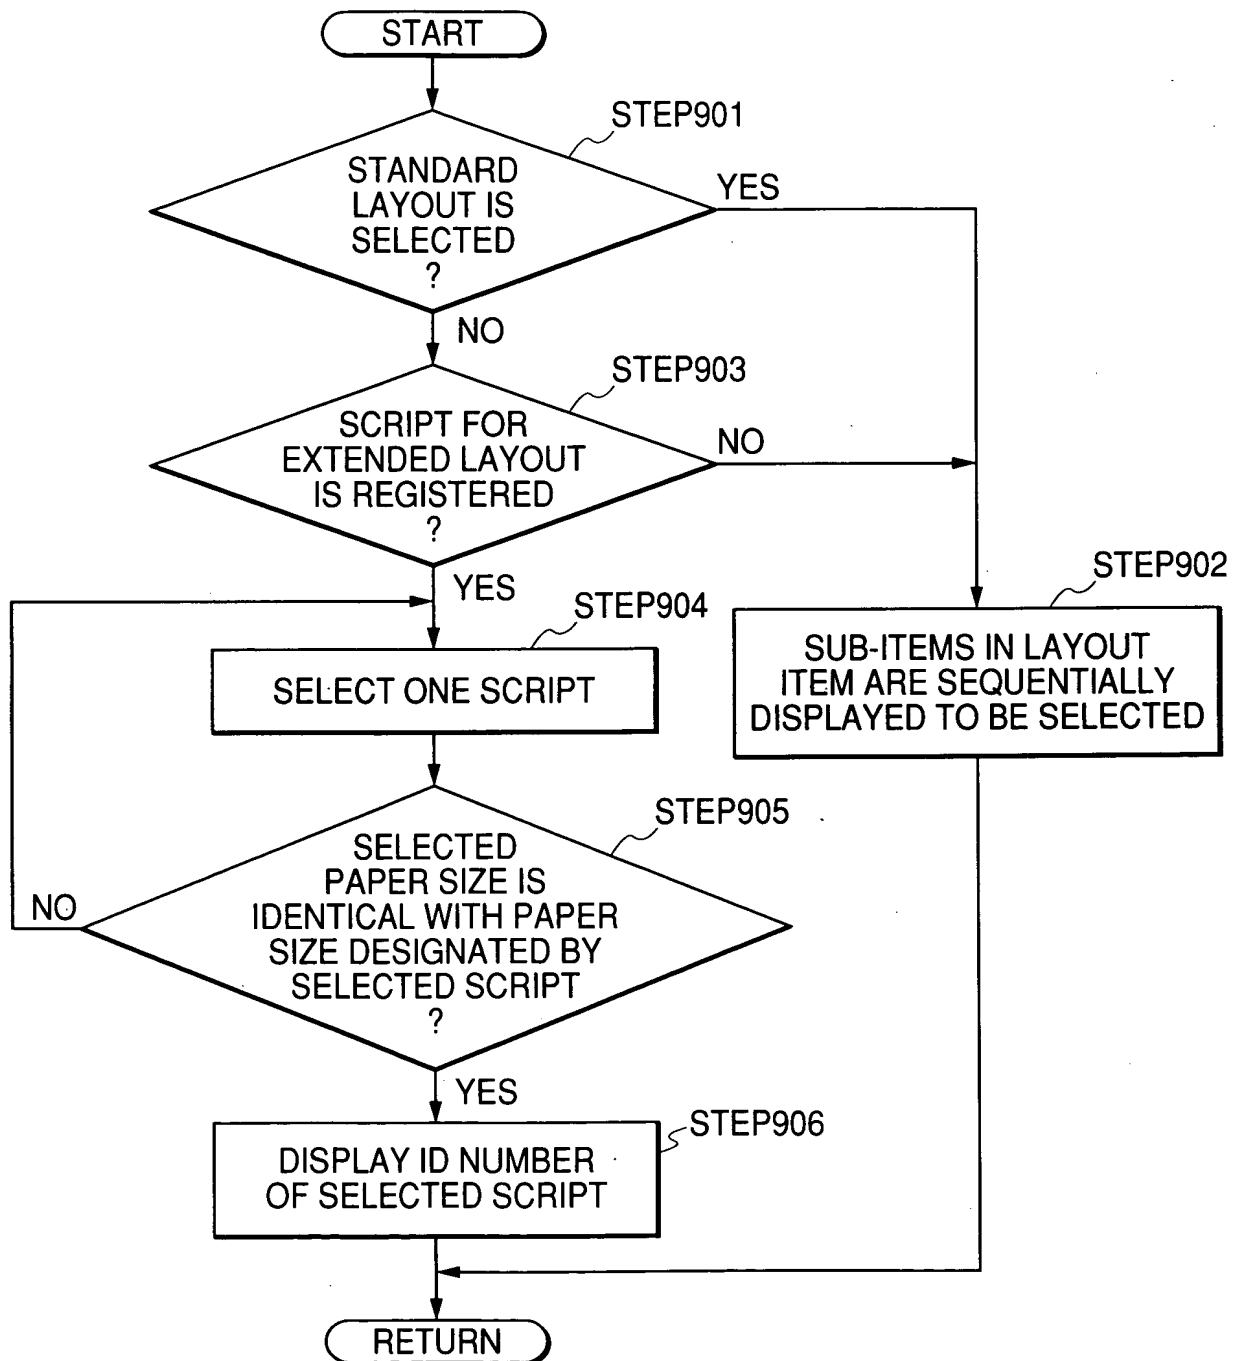 START
STEP901
STANDARD
LAYOUT IS
SELECTED
?
YES
NO
STEP903
SCRIPT FOR
EXTENDED LAYOUT
IS REGISTERED
?
NO
YES
STEP902
SUB-ITEMS IN LAYOUT
ITEM ARE SEQUENTIALLY
DISPLAYED TO BE SELECTED
STEP904
SELECT ONE SCRIPT
STEP905
SELECTED
PAPER SIZE IS
IDENTICAL WITH PAPER
SIZE DESIGNATED BY
SELECTED SCRIPT
?
NO
YES
STEP906
DISPLAY ID NUMBER
OF SELECTED SCRIPT
RETURN